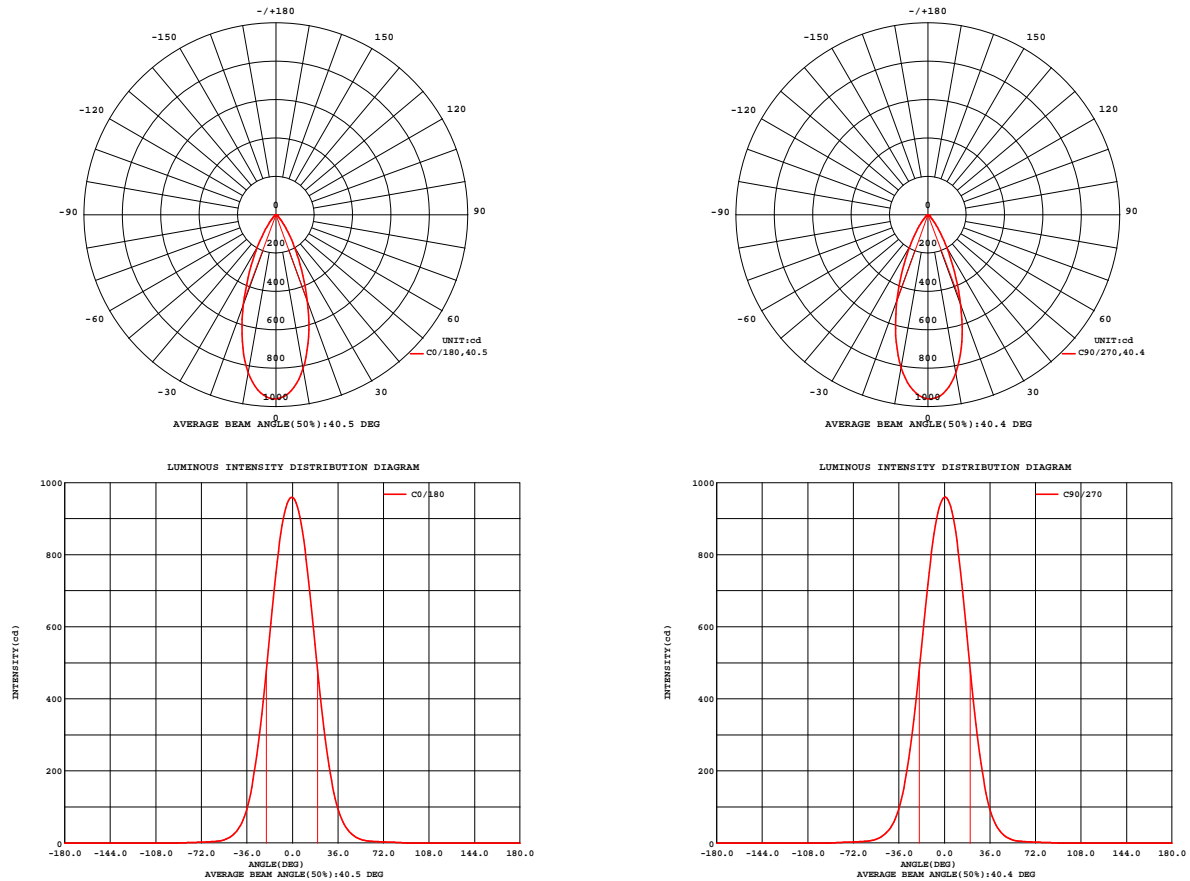 -/+180
-150 150
-120 120
-90 90
0
200
400
-60 60
600
UNIT:cd
C0/180,40.5
800
-30 30
1000
0
AVERAGE BEAM ANGLE(50%):40.5 DEG
-/+180
-150 150
-120 120
-90 90
0
200
400
-60 60
600
UNIT:cd
C90/270,40.4
800
-30 30
1000
0
AVERAGE BEAM ANGLE(50%):40.4 DEG
LUMINOUS INTENSITY DISTRIBUTION DIAGRAM
1000
C0/180
800
600
INTENSITY(cd)
400
200
0
-180.0 -144.0 -108.0 -72.0 -36.0 0.0 36.0 72.0 108.0 144.0 180.0
ANGLE(DEG)
AVERAGE BEAM ANGLE(50%):40.5 DEG
LUMINOUS INTENSITY DISTRIBUTION DIAGRAM
1000
C90/270
800
600
INTENSITY(cd)
400
200
0
-180.0 -144.0 -108.0 -72.0 -36.0 0.0 36.0 72.0 108.0 144.0 180.0
ANGLE(DEG)
AVERAGE BEAM ANGLE(50%):40.4 DEG